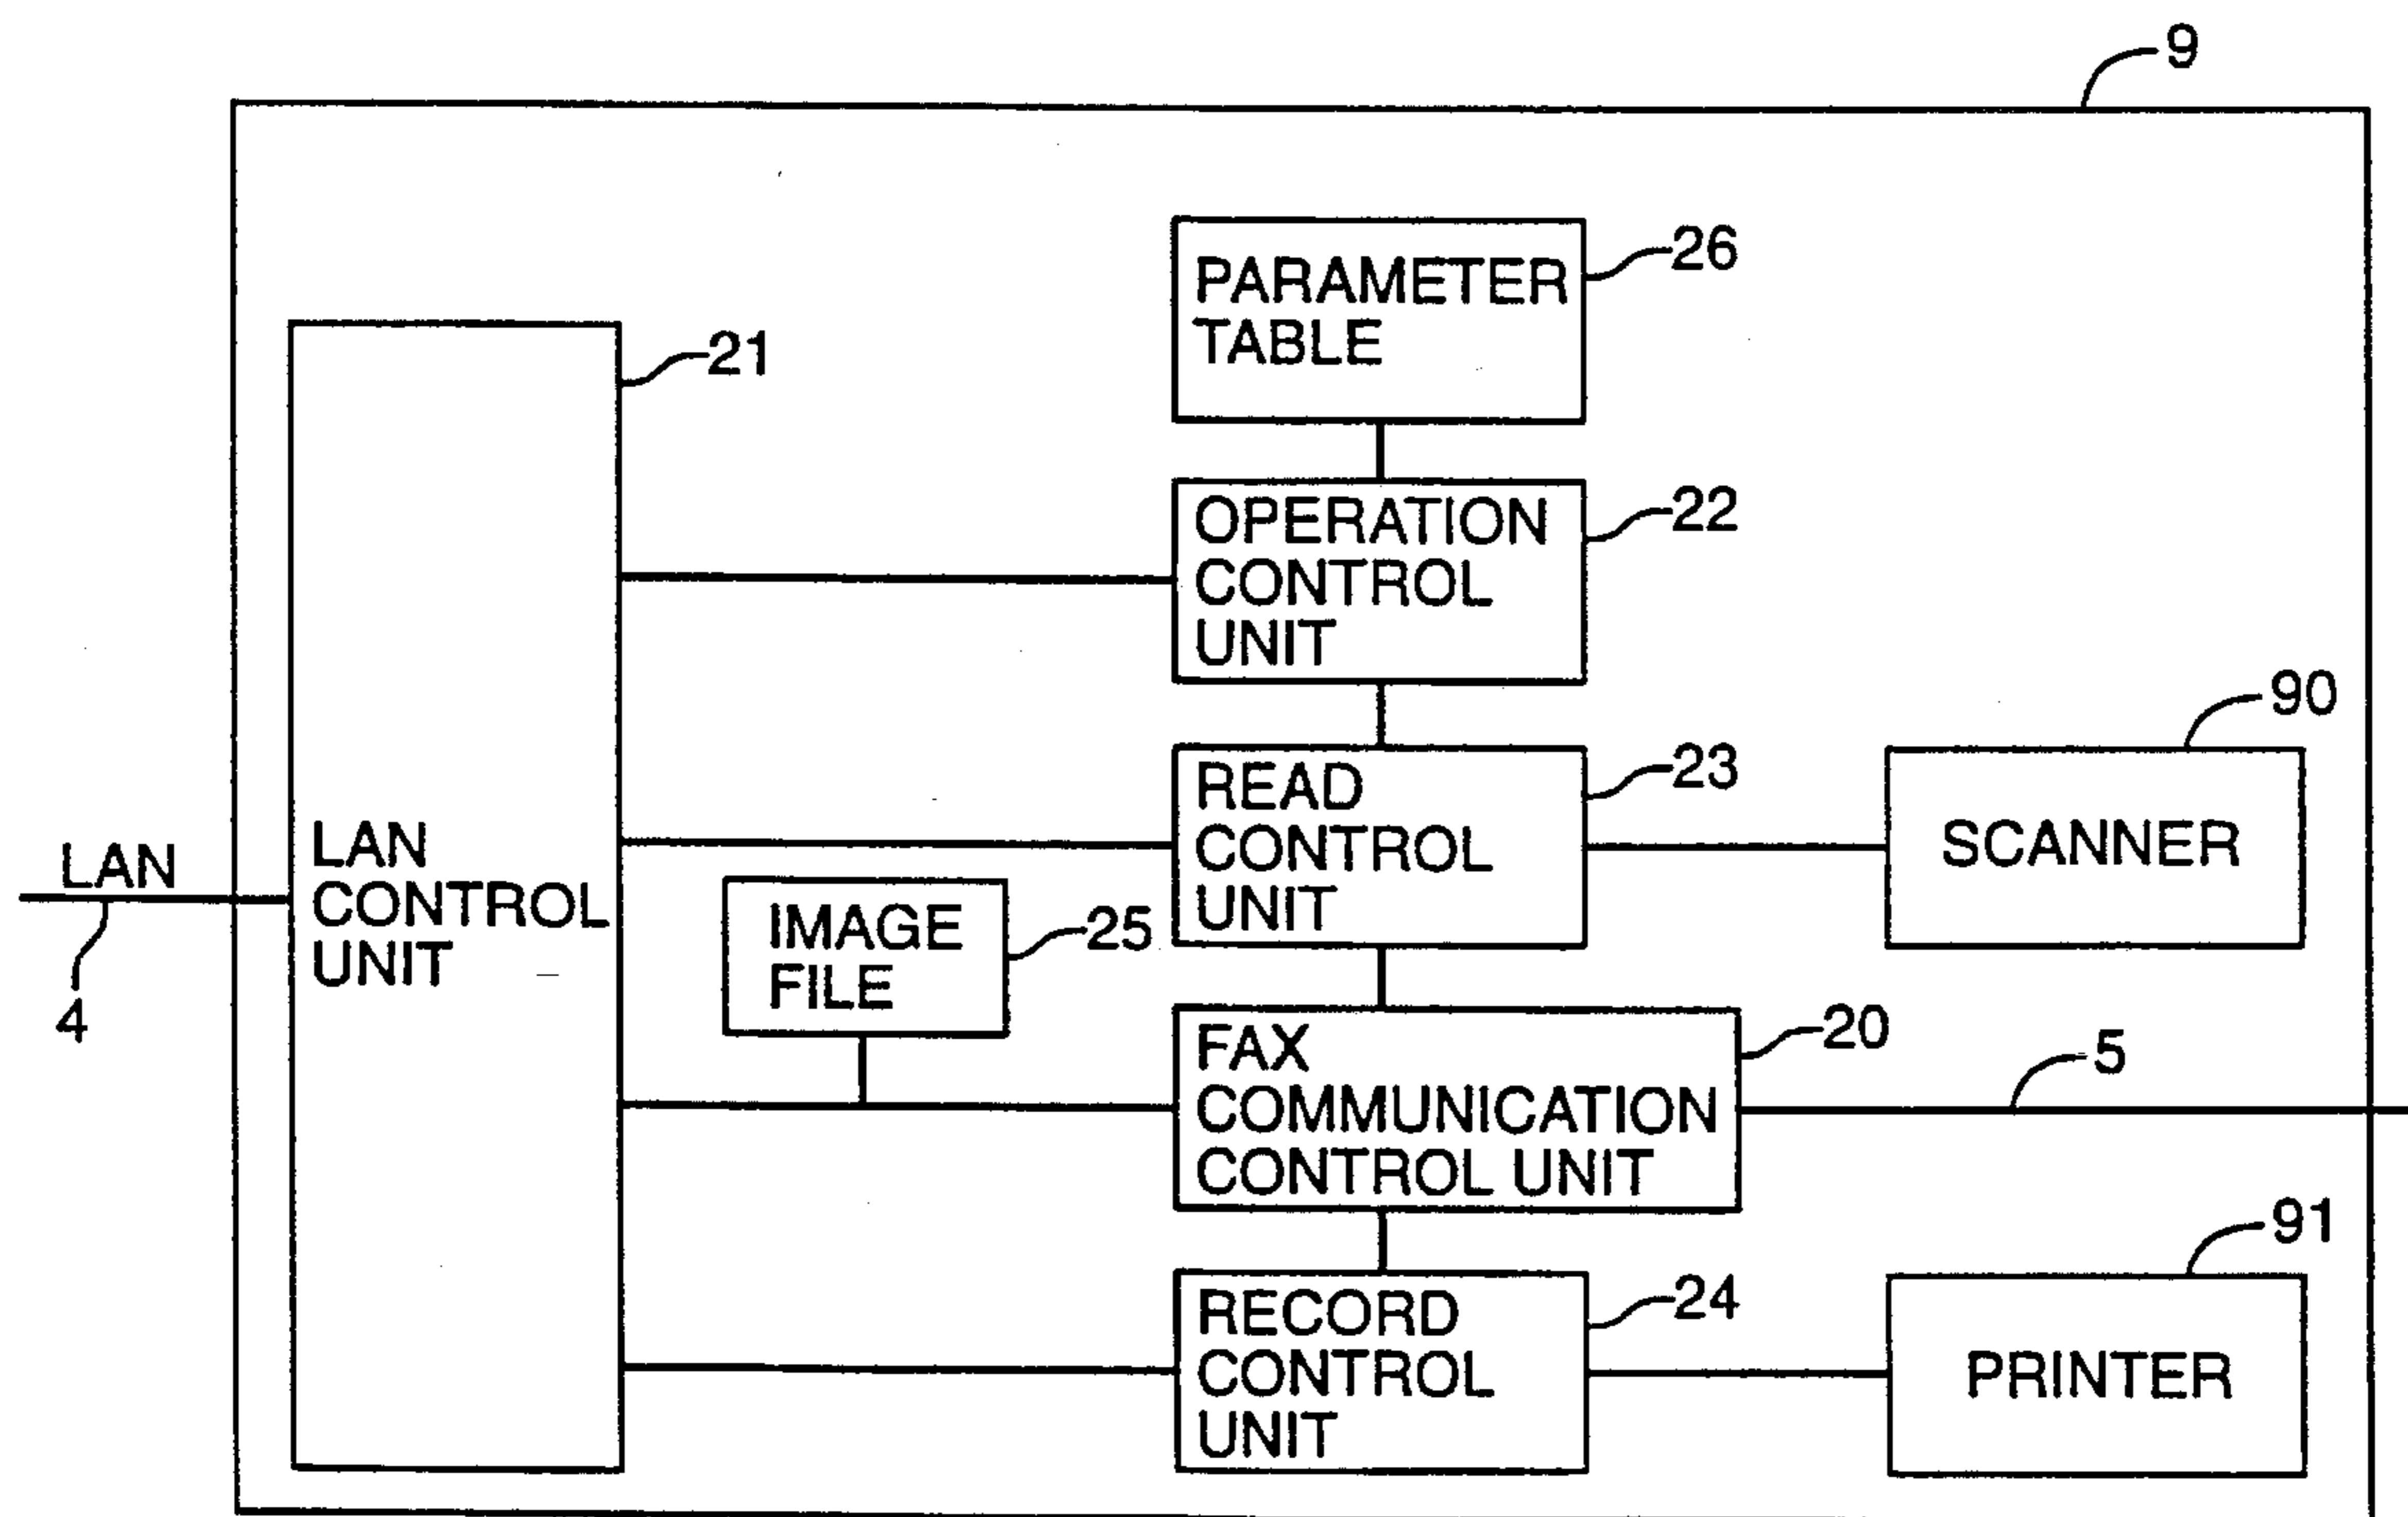 9
PARAMETER
TABLE
26
21
OPERATION
CONTROL
UNIT
22
READ
CONTROL
UNIT
23
90
SCANNER
LAN
4
LAN
CONTROL
UNIT
IMAGE
FILE
25
FAX
COMMUNICATION
CONTROL UNIT
20
5
RECORD
CONTROL
UNIT
24
91
PRINTER